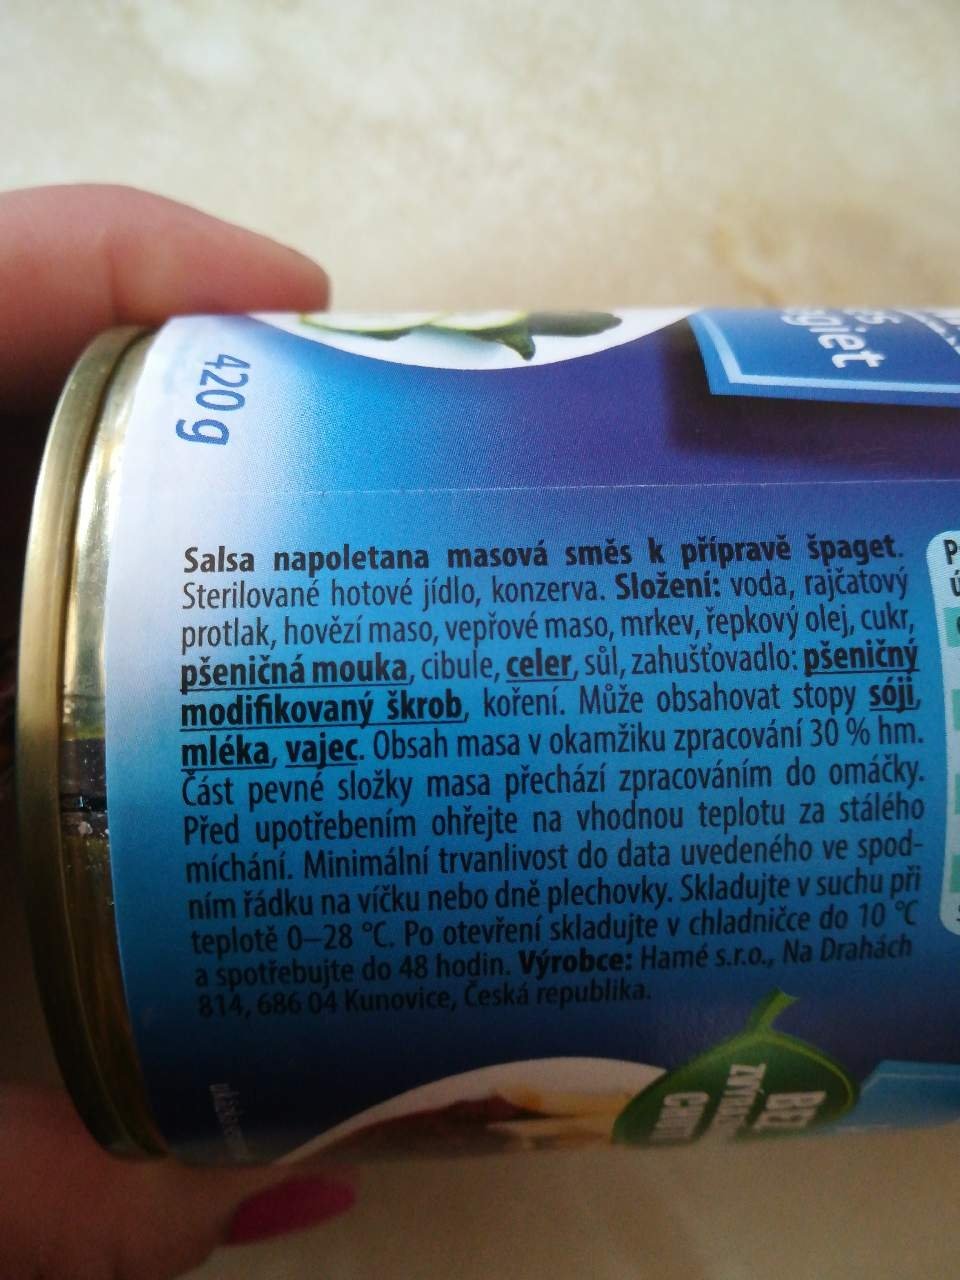 giet
420 g
Salsa napoletana masová směs k přípravě špaget.
Sterilované hotové jídlo, konzerva. Složení: voda, rajčatový
protlak, hovězí maso, vepřové maso, mrkev, řepkový olej, cukr,
pšeničná mouka, cibule, celer, sůl, zahušťovadlo: pšeničný
modifikovaný škrob, koření. Může obsahovat stopy sóji,
mléka, vajec. Obsah masa v okamžiku zpracování 30 % hm.
Část pevné složky masa přechází zpracováním do omáčky.
Před upotřebením ohřejte na vhodnou teplotu za stálého
míchání. Minimální trvanlivost do data uvedeného ve spod-
ním řádku na víčku nebo dně plechovky. Skladujte v suchu při
teplotě 0–28 °C. Po otevření skladujte v chladničce do 10 °C
a spotřebujte do 48 hodin. Výrobce: Hamé s.r.o., Na Drahách
814, 686 04 Kunovice, Česká republika.
BEZ